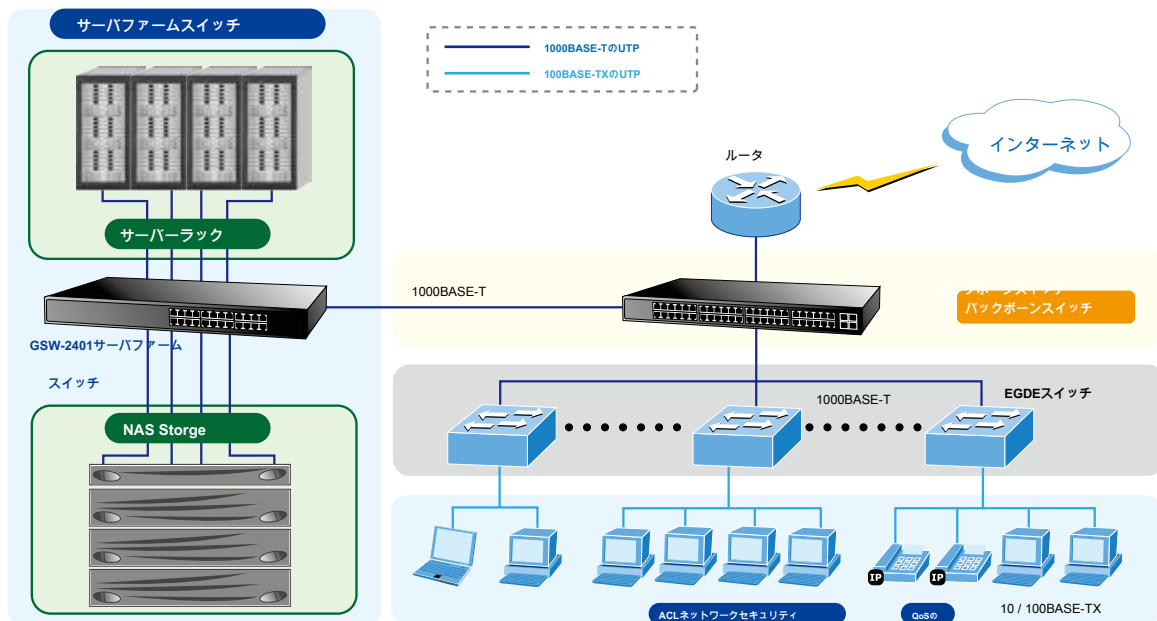 サーバファームスイッチ
1000BASE-TのUTP
100BASE-TXのUTP
インターネット
ルータ
サーバーラック
1000BASE-T
バックボーンスイッチ
GSW-2401サーバファーム
スイッチ
EGDEスイッチ
1000BASE-T
NAS Storge
IP
IP
ACLネットワークセキュリティ
QoSの
10 / 100BASE-TX